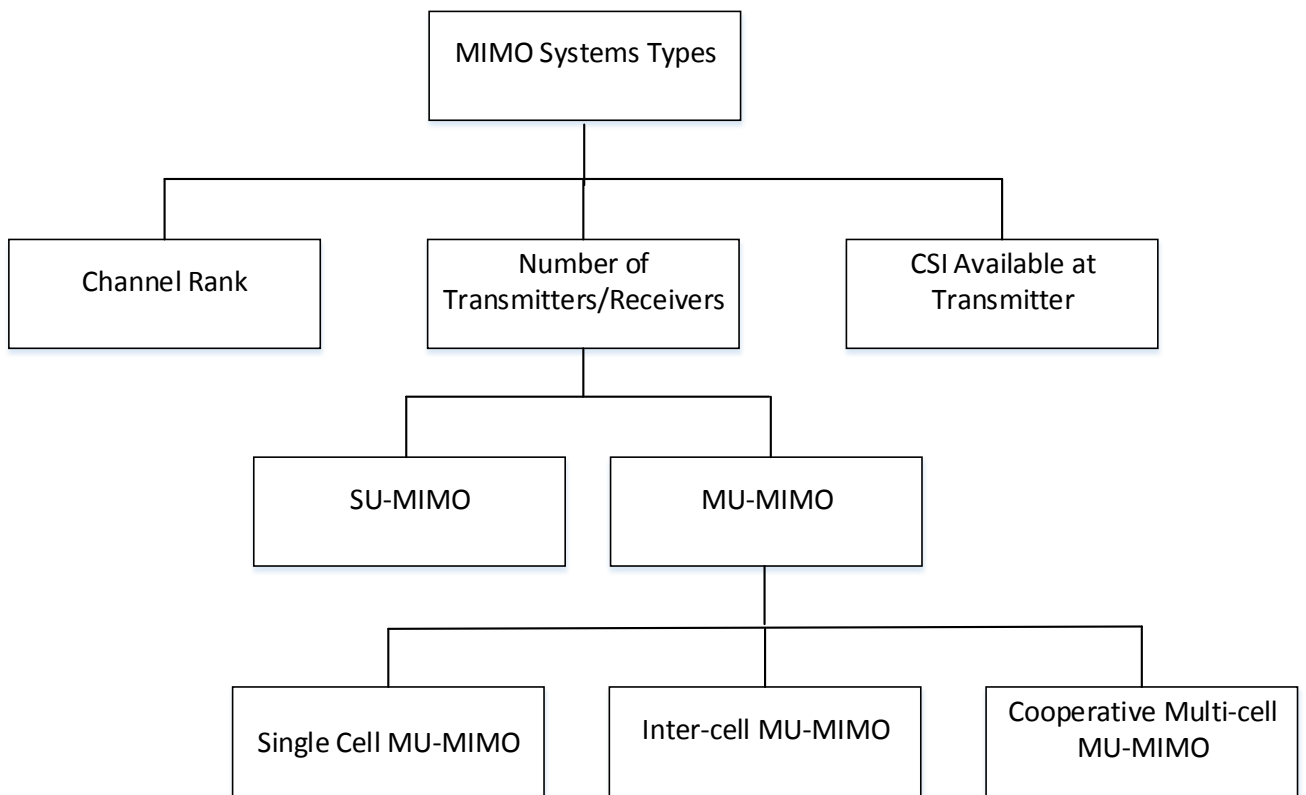 MIMO Systems Types
Channel Rank
Number of
Transmitters/Receivers
CSI Available at
Transmitter
SU-MIMO
MU-MIMO
Single Cell MU-MIMO
Inter-cell MU-MIMO
Cooperative Multi-cell
MU-MIMO